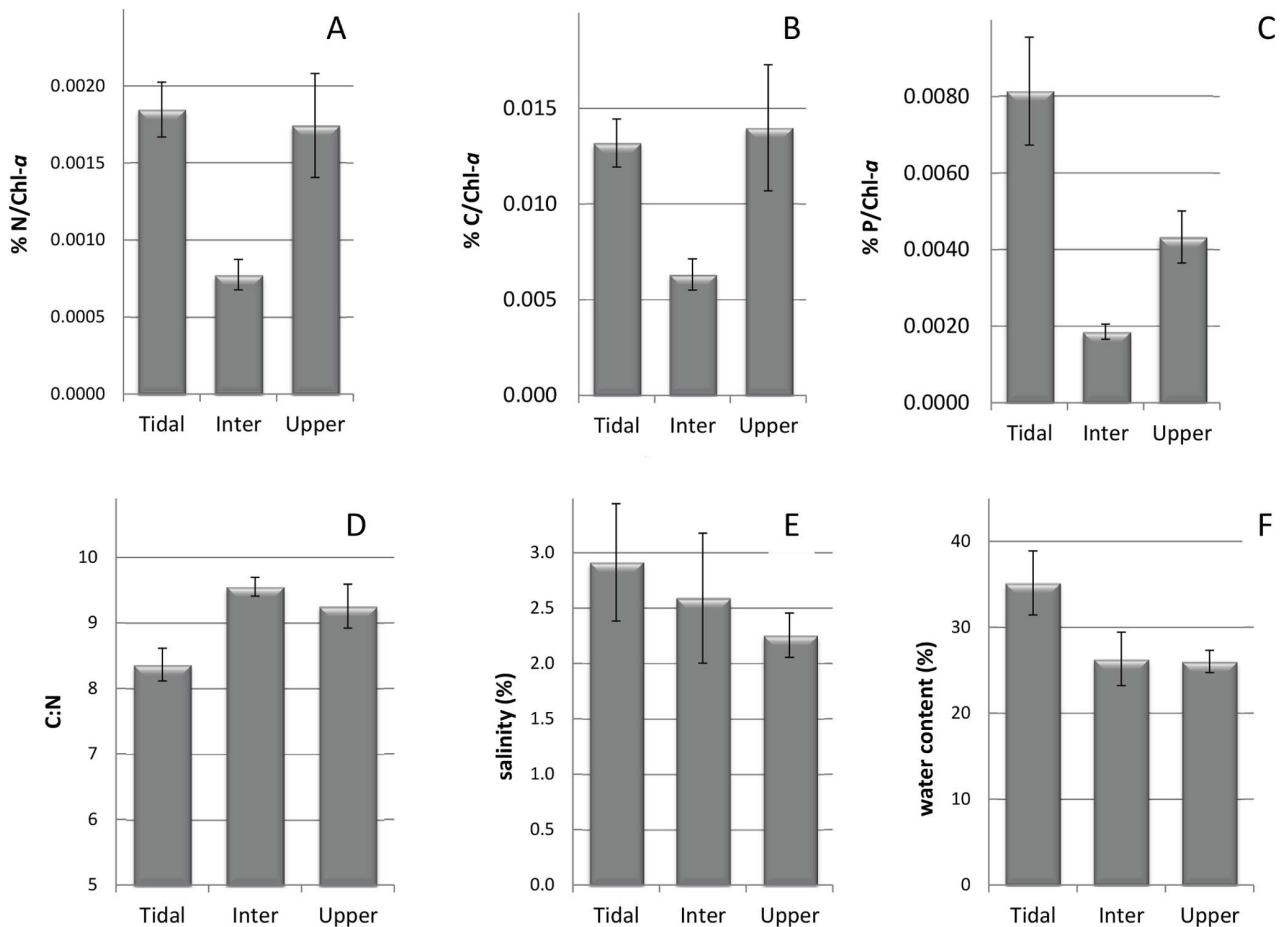 A
% N/Chl-a
0.0020
0.0015
0.0010
0.0005
0.0000
Tidal Inter Upper
B
% C/Chl-a
0.015
0.010
0.005
0.000
Tidal Inter Upper
C
% P/Chl-a
0.0080
0.0060
0.0040
0.0020
0.0000
Tidal Inter Upper
D
C:N
10
9
8
7
6
5
Tidal Inter Upper
E
salinity (%)
3.0
2.5
2.0
1.5
1.0
0.5
0.0
Tidal Inter Upper
F
water content (%)
40
30
20
10
0
Tidal Inter Upper